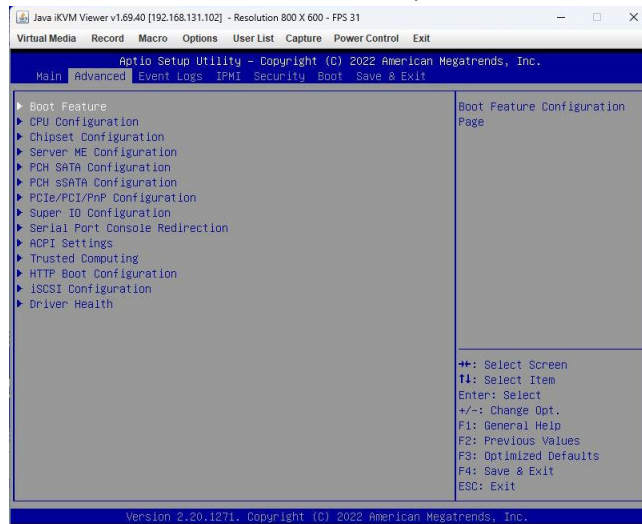 Java iKVM Viewer v1.69.40 [192.168.131.102] - Resolution 800 X 600 - FPS 31
Virtual Media Record Macro Options User List Capture Power Control Exit
Aptio Setup Utility – Copyright (C) 2022 American Megatrends, Inc.
Main Advanced Event Logs IPMI Security Boot Save & Exit
Boot Feature
CPU Configuration
Chipset Configuration
Server ME Configuration
PCH SATA Configuration
PCH sSATA Configuration
PCIe/PCI/PnP Configuration
Super IO Configuration
Serial Port Console Redirection
ACPI Settings
Trusted Computing
HTTP Boot Configuration
iSCSI Configuration
Driver Health
Boot Feature Configuration
Page
→←: Select Screen
↑↓: Select Item
Enter: Select
+/-: Change Opt.
F1: General Help
F2: Previous Values
F3: Optimized Defaults
F4: Save & Exit
ESC: Exit
Version 2.20.1271. Copyright (C) 2022 American Megatrends, Inc.